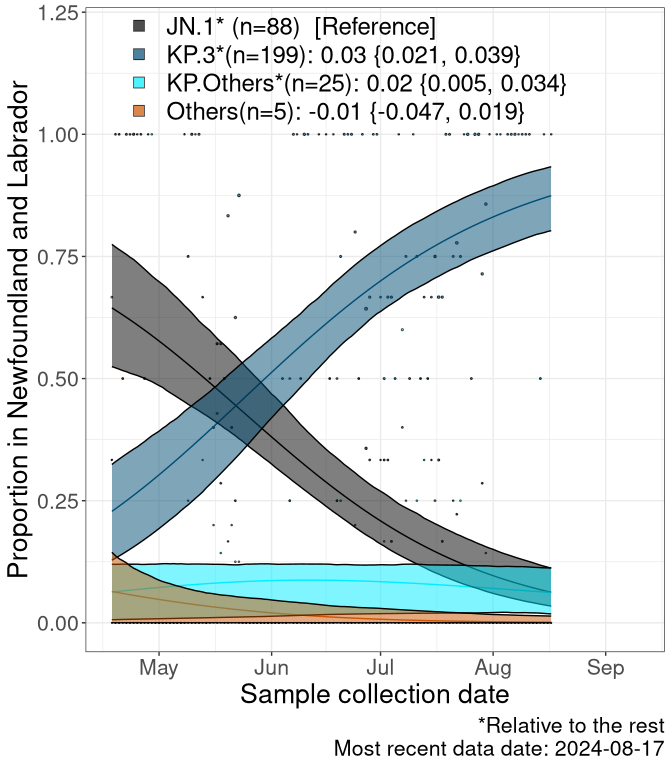 JN.1* (n=88) [Reference]
KP.3*(n=199): 0.03 {0.021, 0.039}
KP.Others*(n=25): 0.02 {0.005, 0.034}
Others(n=5): -0.01 {-0.047, 0.019}
Proportion in Newfoundland and Labrador
1.25
1.00
0.75
0.50
0.25
0.00
May Jun Jul Aug Sep
Sample collection date
*Relative to the rest
Most recent data date: 2024-08-17